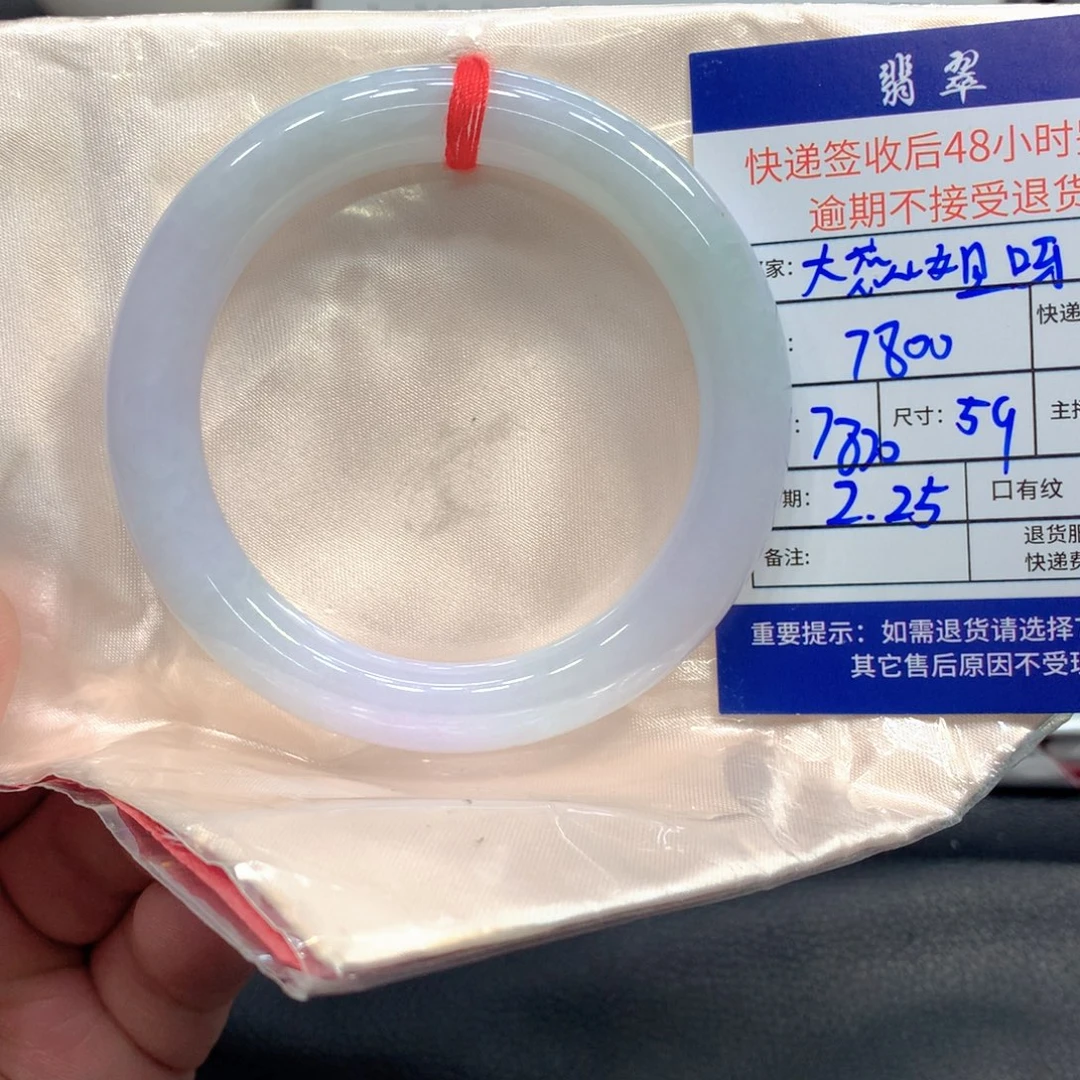 翡翠
快递签收后48小时
逾期不接受退货
家: 大 姐呀
: 7800 快递
: 尺寸: 59 主
期: 2.25 口有纹
备注: 退货
快递费
重要提示：如需退货请选择
其它售后原因不受